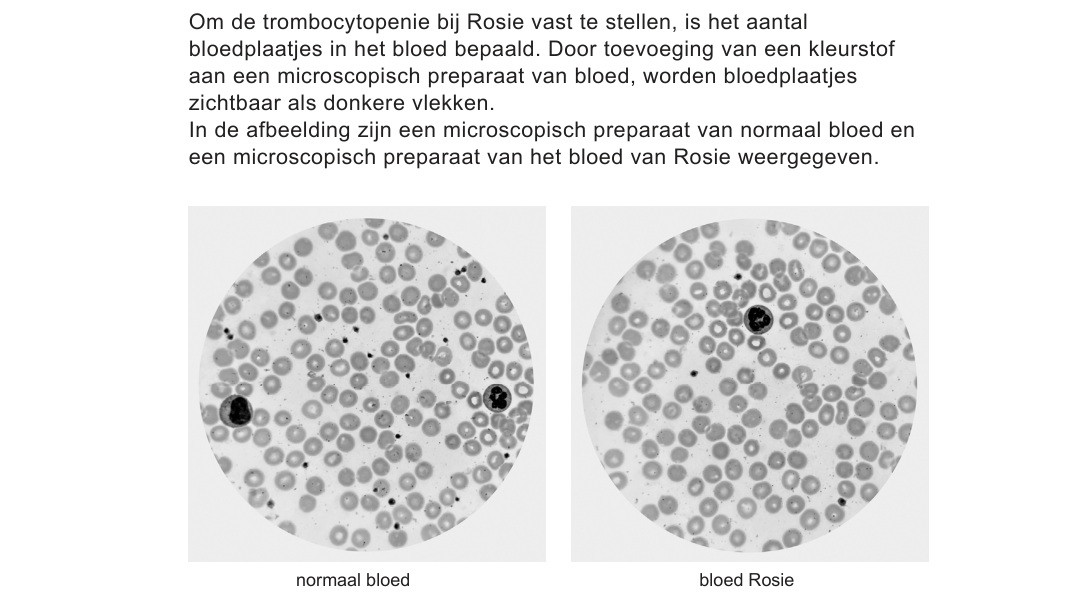 Om de trombocytopenie bij Rosie vast te stellen, is het aantal
bloedplaatjes in het bloed bepaald. Door toevoeging van een kleurstof
aan een microscopisch preparaat van bloed, worden bloedplaatjes
zichtbaar als donkere vlekken.
In de afbeelding zijn een microscopisch preparaat van normaal bloed en
een microscopisch preparaat van het bloed van Rosie weergegeven.
normaal bloed
bloed Rosie